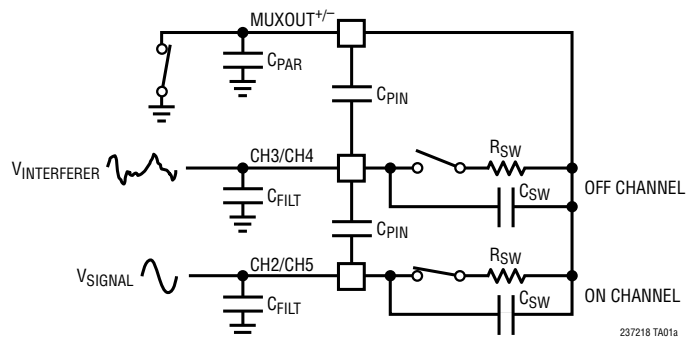 MUXOUT+/–
CPAR
CPIN
VINTERFERER
CH3/CH4
RSW
CFILT
CSW
OFF CHANNEL
CPIN
VSIGNAL
CH2/CH5
RSW
CFILT
CSW
ON CHANNEL
237218 TA01a